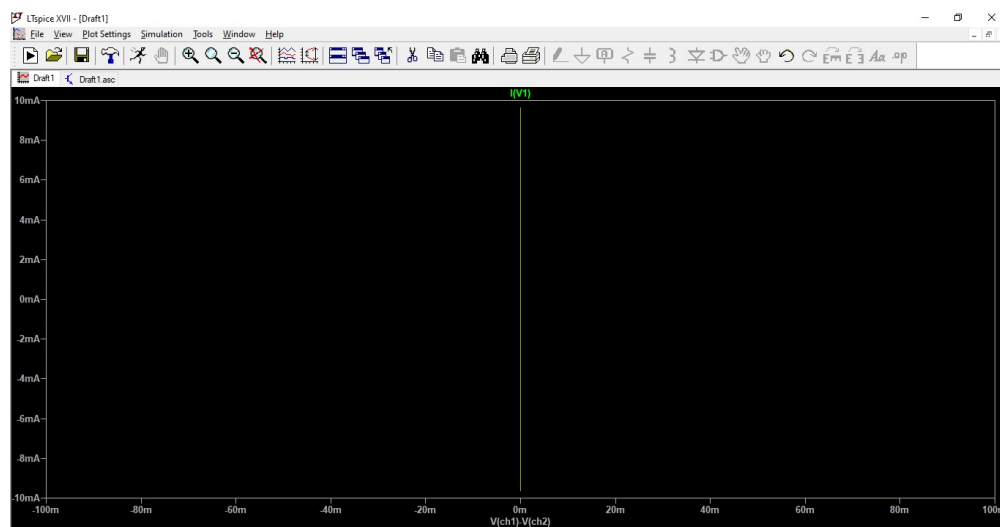 LTspice XVII - [Draft1]
File View Plot Settings Simulation Tools Window Help
Draft1 Draft1.asc
I(V1)
10mA
8mA
6mA
4mA
2mA
0mA
-2mA
-4mA
-6mA
-8mA
-10mA
-100m -80m -60m -40m -20m 0m 20m 40m 60m 80m 100m
V(ch1)-V(ch2)